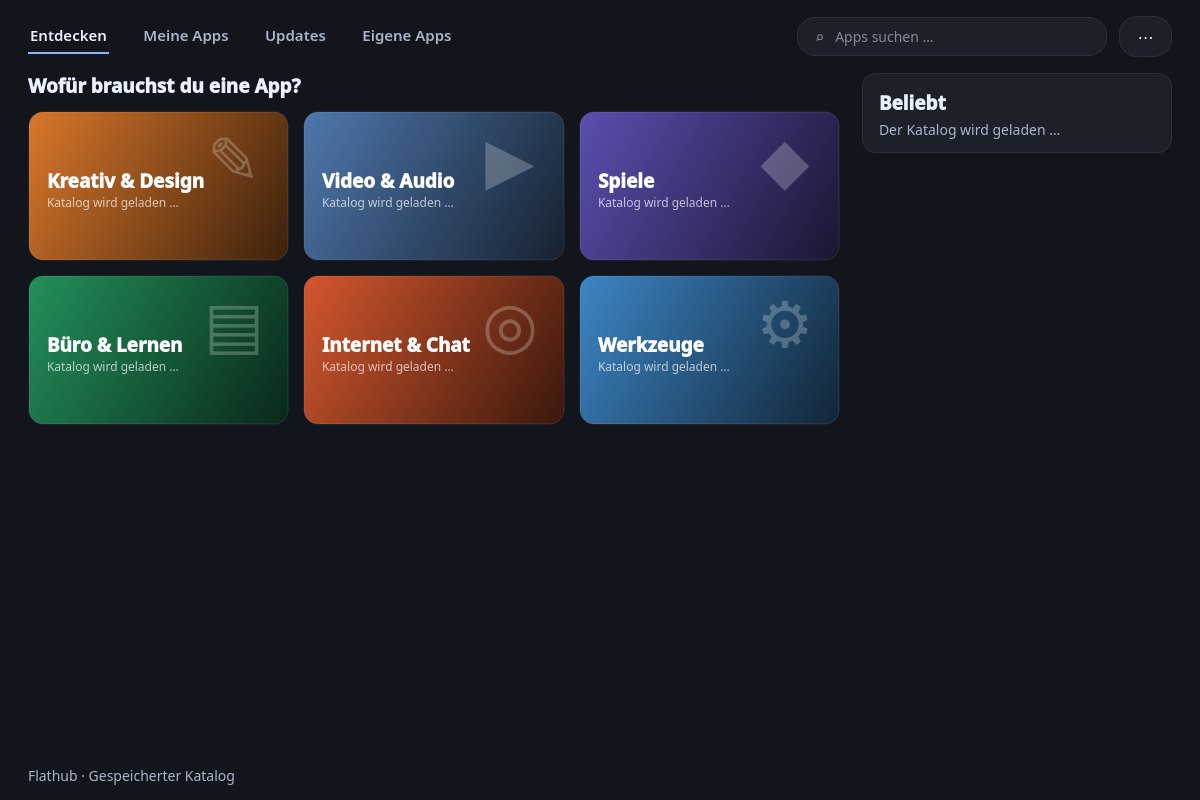 Entdecken Meine Apps Updates Eigene Apps Apps suchen ... ...
Wofür brauchst du eine App?
Kreativ & Design
Katalog wird geladen ...
Video & Audio
Katalog wird geladen ...
Spiele
Katalog wird geladen ...
Büro & Lernen
Katalog wird geladen ...
Internet & Chat
Katalog wird geladen ...
Werkzeuge
Katalog wird geladen ...
Beliebt
Der Katalog wird geladen ...
Flathub · Gespeicherter Katalog